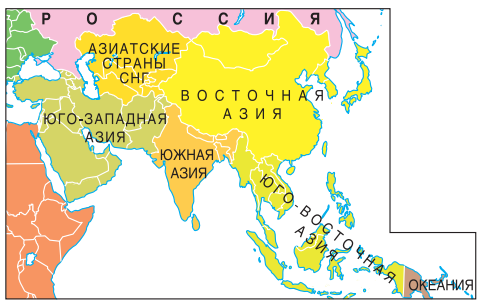 РОССИЯ
АЗИАТСКИЕ
СТРАНЫ
СНГ
ВОСТОЧНАЯ
АЗИЯ
ЮГО-ЗАПАДНАЯ
АЗИЯ
ЮЖНАЯ
АЗИЯ
ЮГО-ВОСТОЧНАЯ
АЗИЯ
ОКЕАНИЯ